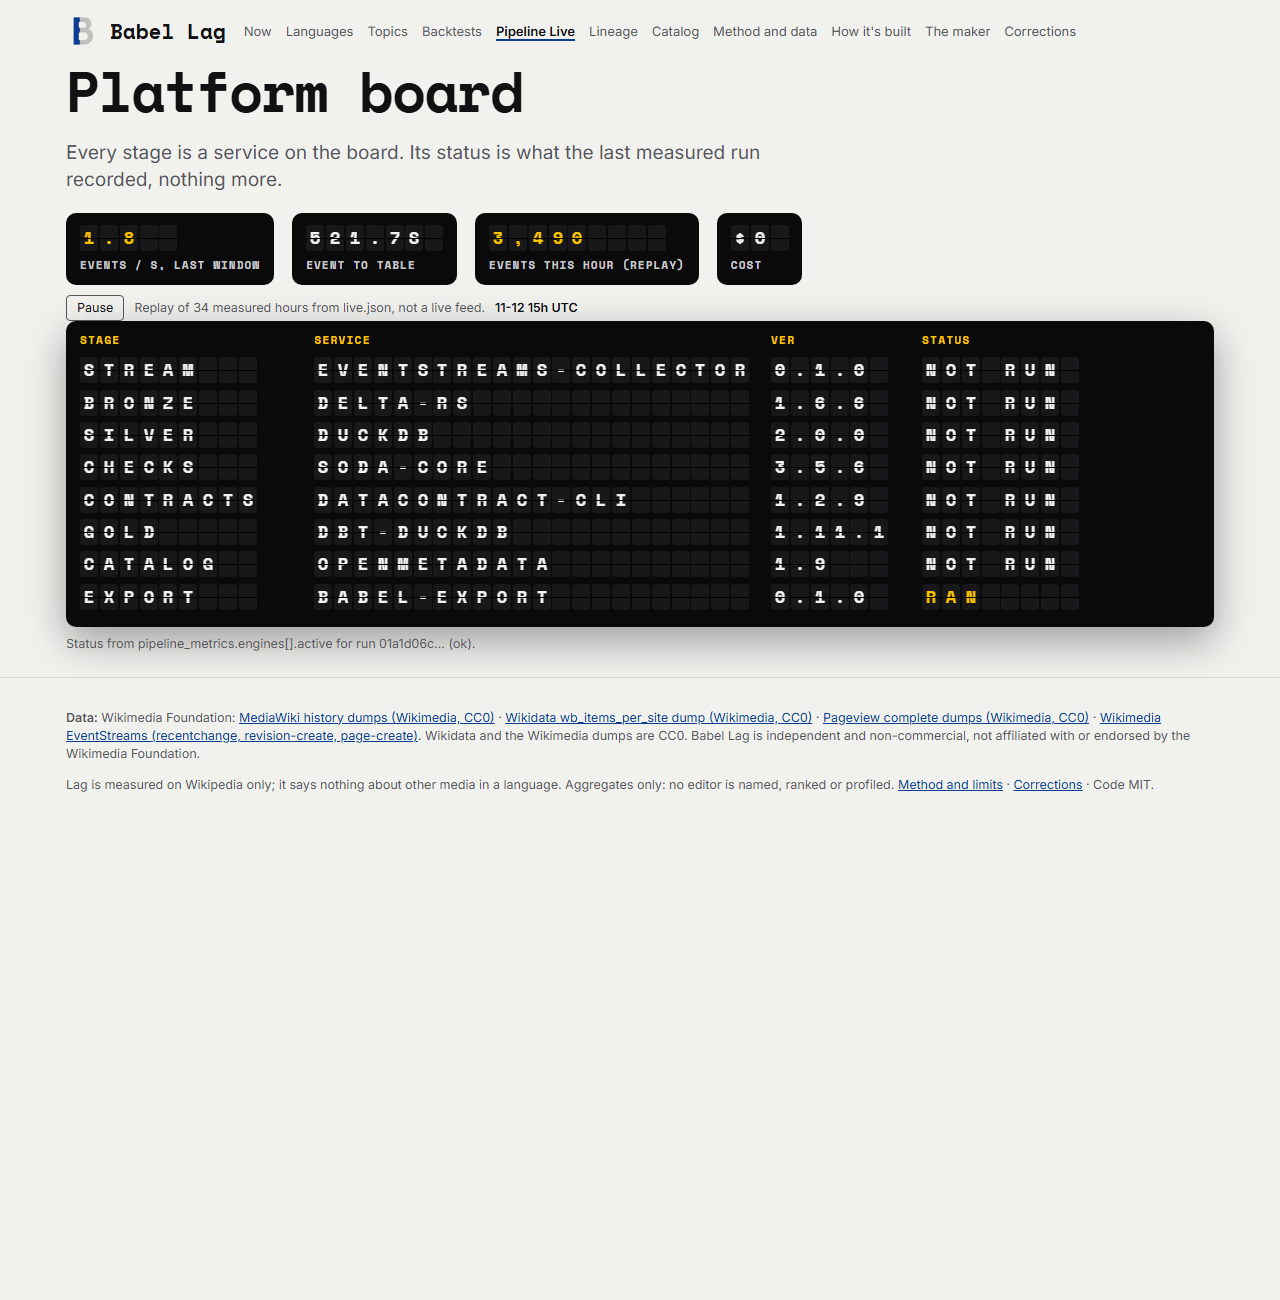 Babel Lag Now Languages Topics Backtests Pipeline Live Lineage Catalog Method and data How it's built The maker Corrections
Platform board
Every stage is a service on the board. Its status is what the last measured run
recorded, nothing more.
1.8 521.7S 3,490 $0
EVENTS / S, LAST WINDOW EVENT TO TABLE EVENTS THIS HOUR (REPLAY) COST
Pause Replay of 34 measured hours from live.json, not a live feed. 11-12 15h UTC
STAGE SERVICE VER STATUS
STREAM EVENTSTREAMS-COLLECTOR 0.1.0 NOT RUN
BRONZE DELTA-RS 1.6.6 NOT RUN
SILVER DUCKDB 2.0.0 NOT RUN
CHECKS SODA-CORE 3.5.6 NOT RUN
CONTRACTS DATACONTRACT-CLI 1.2.9 NOT RUN
GOLD DBT-DUCKDB 1.11.1 NOT RUN
CATALOG OPENMETADATA 1.9 NOT RUN
EXPORT BABEL-EXPORT 0.1.0 RAN
Status from pipeline_metrics.engines[].active for run 01a1d06c... (ok).
Data: Wikimedia Foundation: MediaWiki history dumps (Wikimedia, CC0) · Wikidata wb_items_per_site dump (Wikimedia, CC0) · Pageview complete dumps (Wikimedia, CC0) · Wikimedia
EventStreams (recentchange, revision-create, page-create). Wikidata and the Wikimedia dumps are CC0. Babel Lag is independent and non-commercial, not affiliated with or endorsed by the
Wikimedia Foundation.
Lag is measured on Wikipedia only; it says nothing about other media in a language. Aggregates only: no editor is named, ranked or profiled. Method and limits · Corrections · Code MIT.